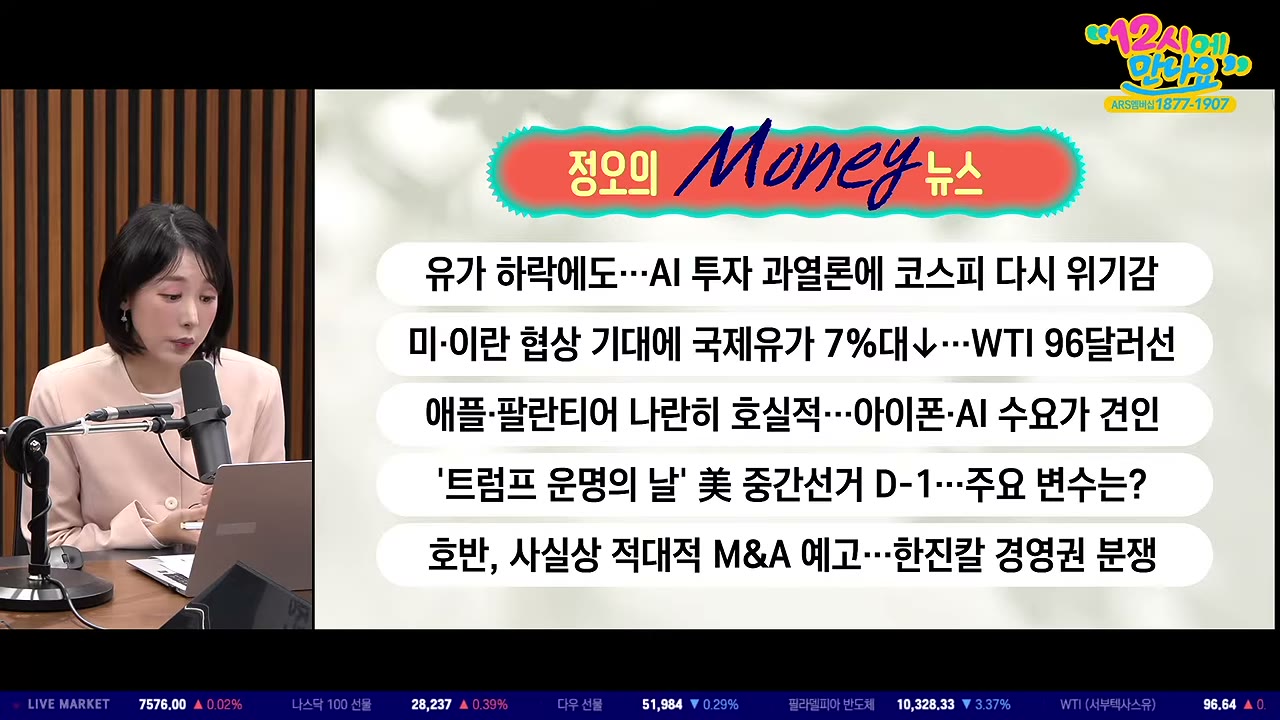 “12시에
만나요”
ARS멤버십 1877-1907
정오의 Money 뉴스
유가 하락에도…AI 투자 과열론에 코스피 다시 위기감
미·이란 협상 기대에 국제유가 7%대↓…WTI 96달러선
애플·팔란티어 나란히 호실적…아이폰·AI 수요가 견인
'트럼프 운명의 날' 美 중간선거 D-1…주요 변수는?
호반, 사실상 적대적 M&A 예고…한진칼 경영권 분쟁
LIVE MARKET 7576.00 ▲ 0.02% 나스닥 100 선물 28,237 ▲ 0.39% 다우 선물 51,984 ▼ 0.29% 필라델피아 반도체 10,328.33 ▼ 3.37% WTI (서부텍사스유) 96.64 ▲ 0.